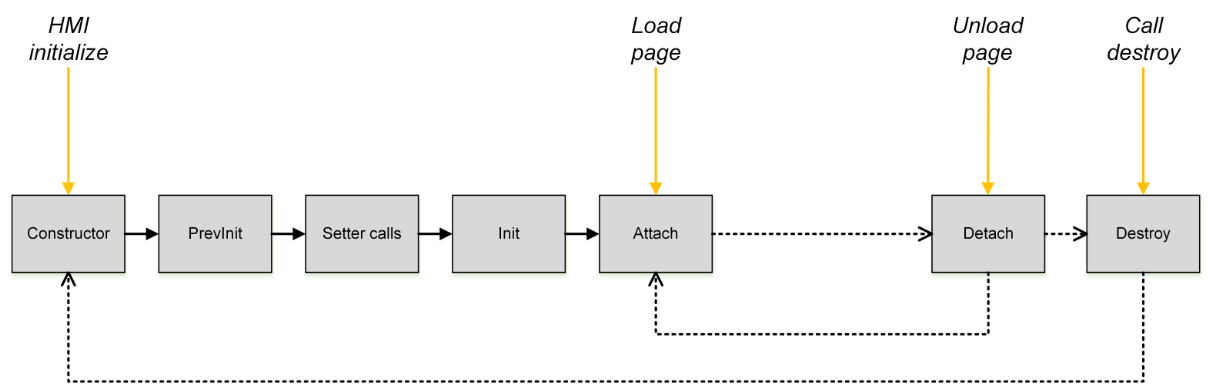 HMI
initialize
Load
page
Unload
page
Call
destroy
Constructor
PrevInit
Setter calls
Init
Attach
Detach
Destroy